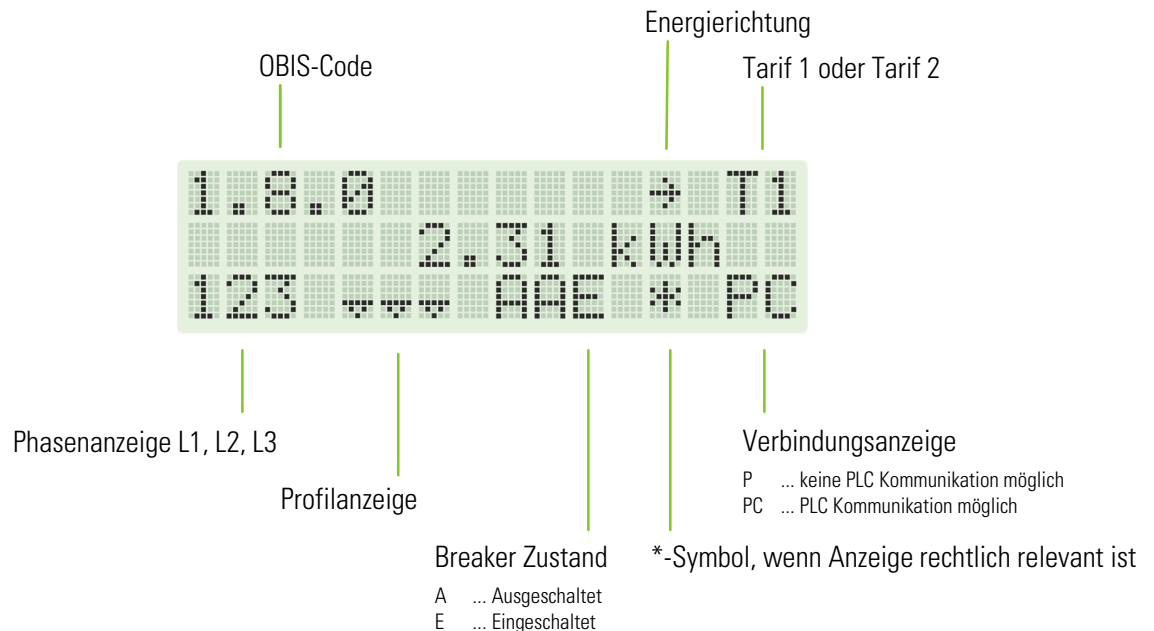 Energierichtung
OBIS-Code
Tarif 1 oder Tarif 2
1.8.0 → T1
2.31 kWh
123 AAE * PC
Phasenanzeige L1, L2, L3
Profilanzeige
Verbindungsanzeige
P ... keine PLC Kommunikation möglich
PC ... PLC Kommunikation möglich
Breaker Zustand
A ... Ausgeschaltet
E ... Eingeschaltet
*-Symbol, wenn Anzeige rechtlich relevant ist